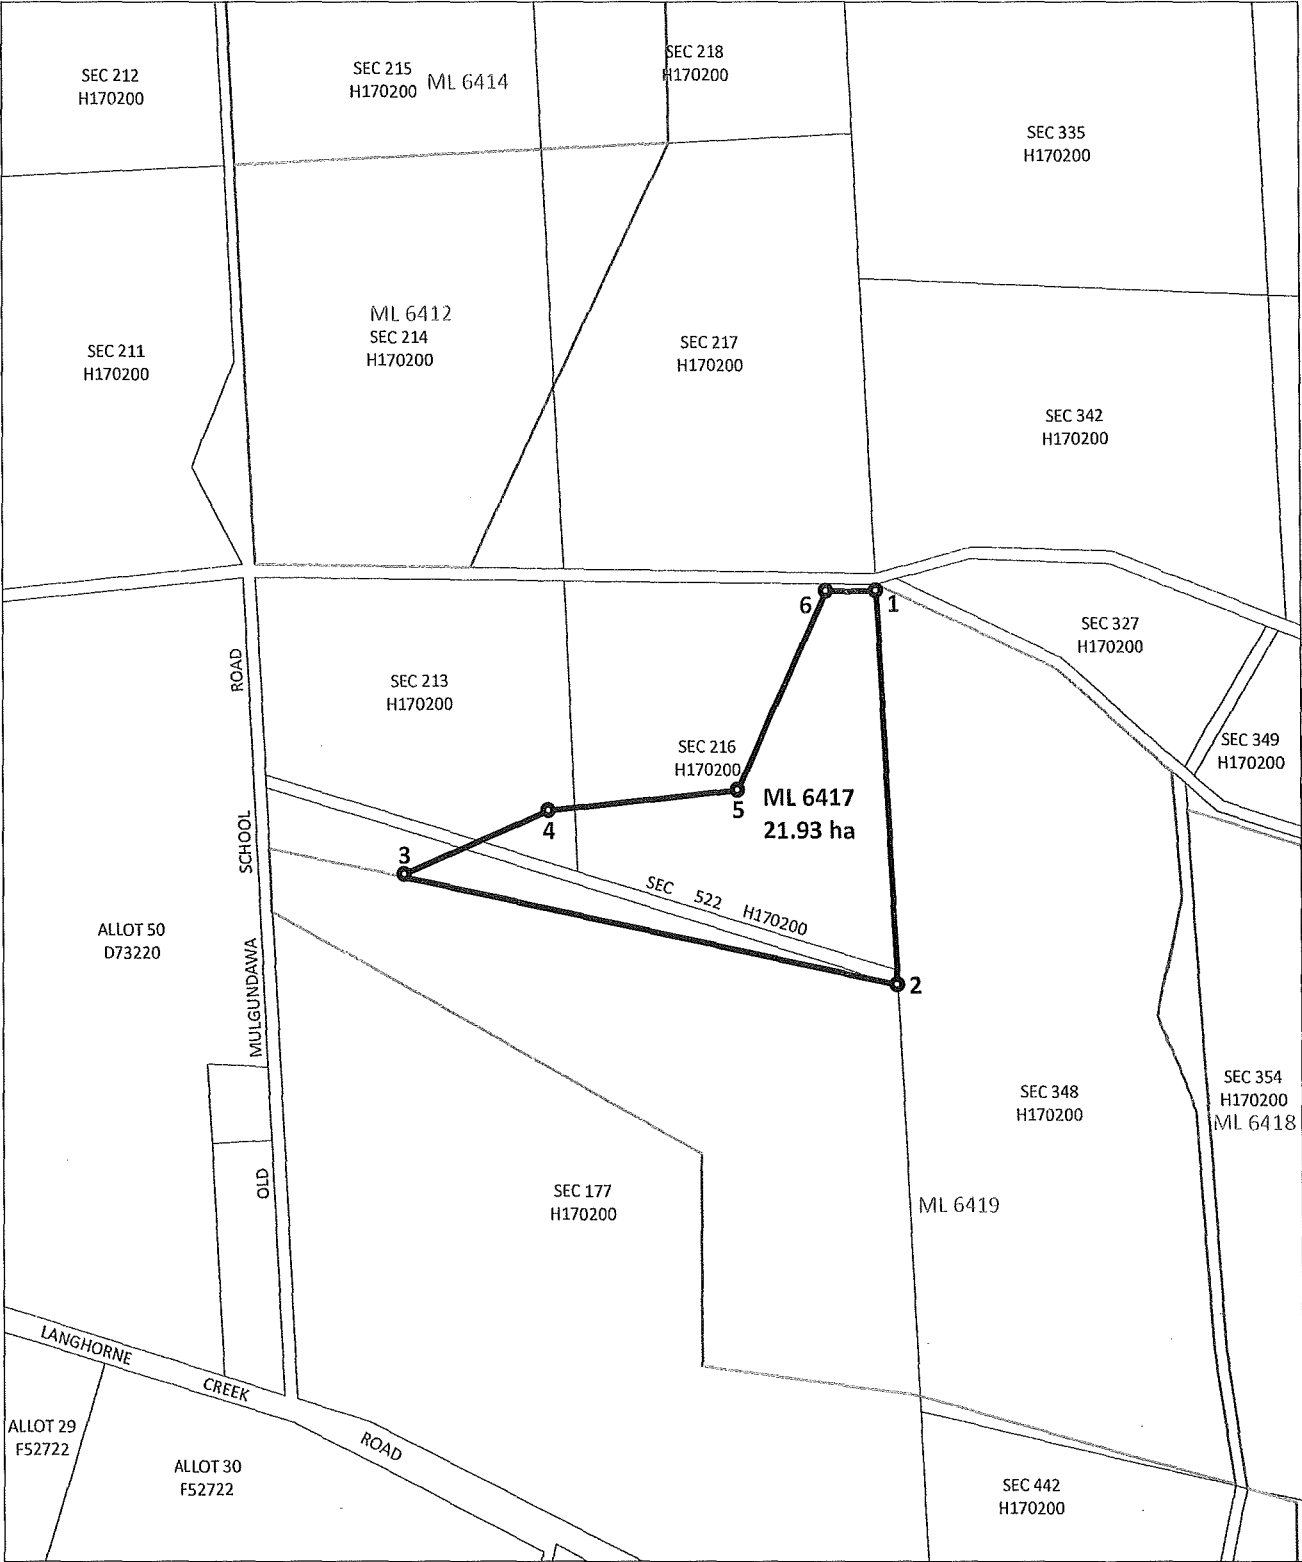 SEC 212
H170200
SEC 215
H170200
ML 6414
SEC 218
H170200
SEC 335
H170200
SEC 211
H170200
ML 6412
SEC 214
H170200
SEC 217
H170200
SEC 342
H170200
6
1
SEC 327
H170200
ROAD
SEC 213
H170200
SEC 216
H170200
SEC 349
H170200
5
ML 6417
21.93 ha
4
3
SCHOOL
SEC 522 H170200
ALLOT 50
D73220
MULGUNDAWA
2
SEC 348
H170200
SEC 354
H170200
ML 6418
OLD
SEC 177
H170200
ML 6419
LANGHORNE
CREEK
ROAD
ALLOT 29
F52722
ALLOT 30
F52722
SEC 442
H170200